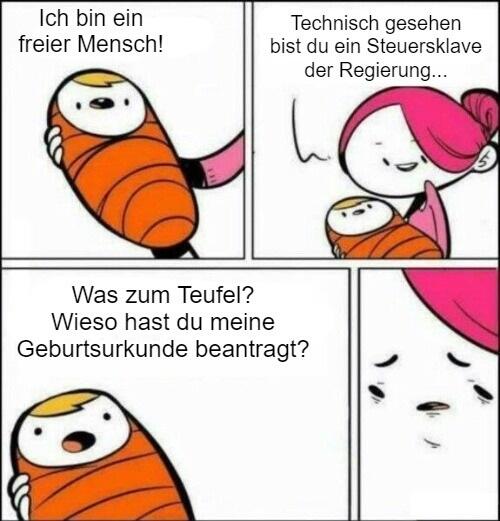 Ich bin ein
freier Mensch!
Technisch gesehen
bist du ein Steuersklave
der Regierung...
Was zum Teufel?
Wieso hast du meine
Geburtsurkunde beantragt?